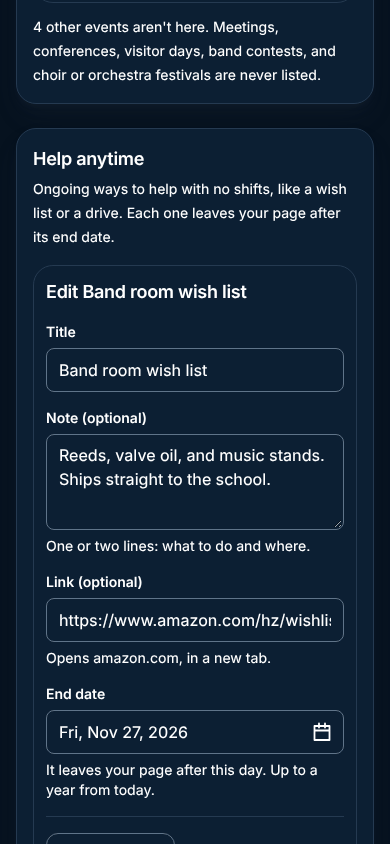 4 other events aren't here. Meetings,
conferences, visitor days, band contests, and
choir or orchestra festivals are never listed.
Help anytime
Ongoing ways to help with no shifts, like a wish
list or a drive. Each one leaves your page after
its end date.
Edit Band room wish list
Title
Band room wish list
Note (optional)
Reeds, valve oil, and music stands.
Ships straight to the school.
One or two lines: what to do and where.
Link (optional)
https://www.amazon.com/hz/wishlis
Opens amazon.com, in a new tab.
End date
Fri, Nov 27, 2026
It leaves your page after this day. Up to a
year from today.